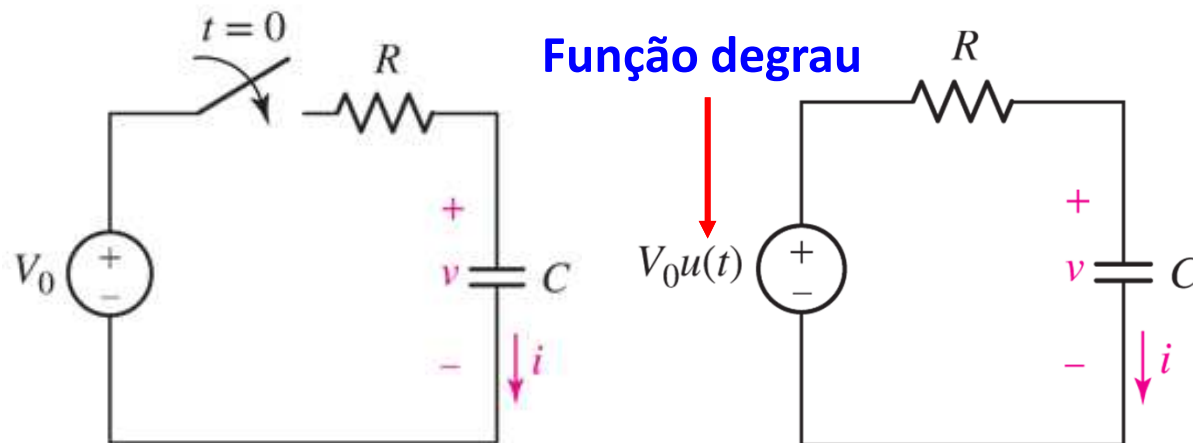 t = 0
R
V₀
+
−
+
v
−
C
i
Função degrau
R
V₀u(t)
+
−
+
v
−
C
i